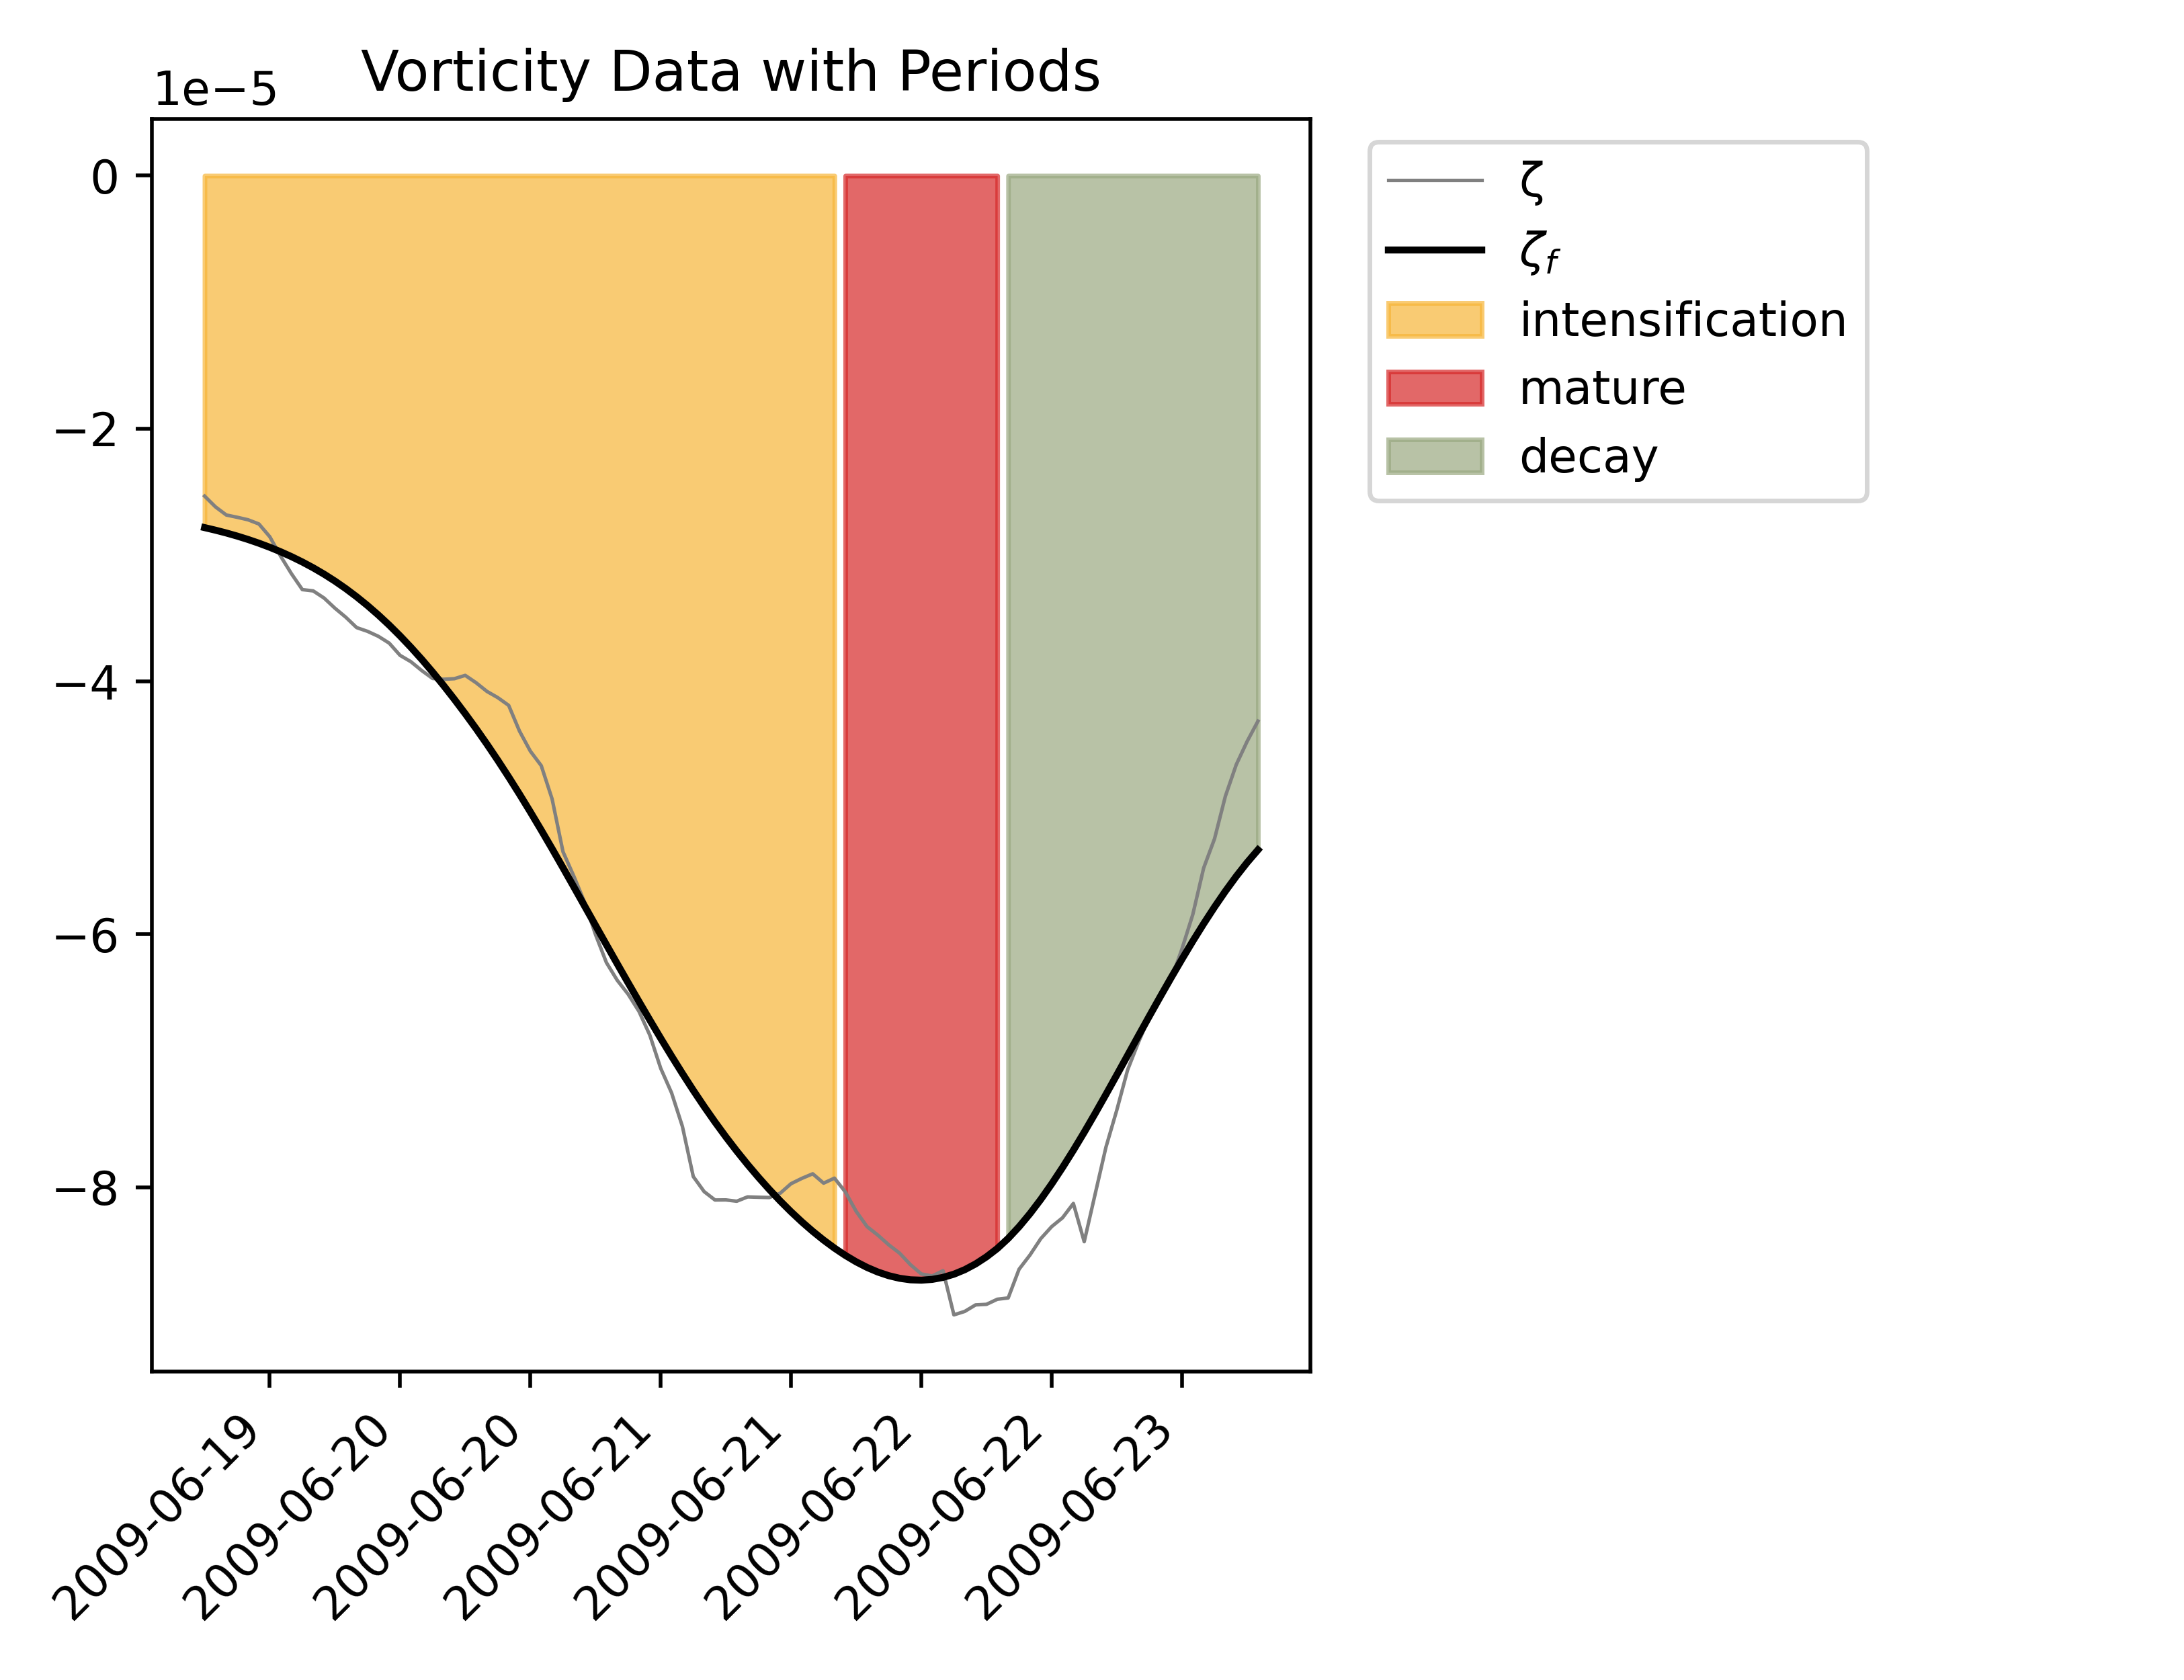 Vorticity Data with Periods
1e−5
0
−2
−4
−6
−8
2009-06-19
2009-06-20
2009-06-20
2009-06-21
2009-06-21
2009-06-22
2009-06-22
2009-06-23
ζ
ζf
intensification
mature
decay